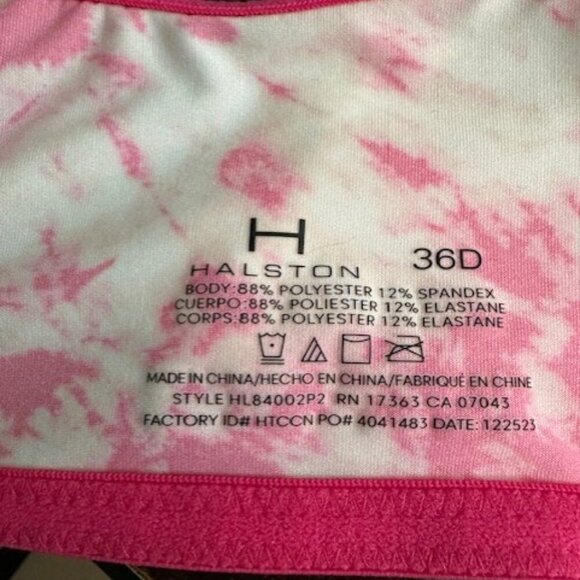 H
HALSTON 36D
BODY:88% POLYESTER 12% SPANDEX
CUERPO:88% POLIESTER 12% ELASTANE
CORPS:88% POLYESTER 12% ELASTANE
MADE IN CHINA/HECHO EN CHINA/FABRIQUÉ EN CHINE
STYLE HL84002P2 RN 17363 CA 07043
FACTORY ID# HTCCN PO# 4041483 DATE: 122523